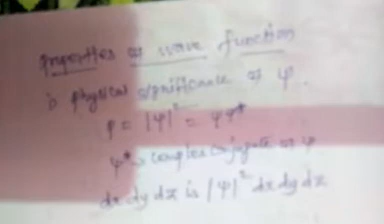 Properties of wave function
1) Physical significance of ψ.
P = |ψ|² = ψψ*
ψ* → complex conjugate of ψ
dx dy dz is |ψ|² dx dy dz